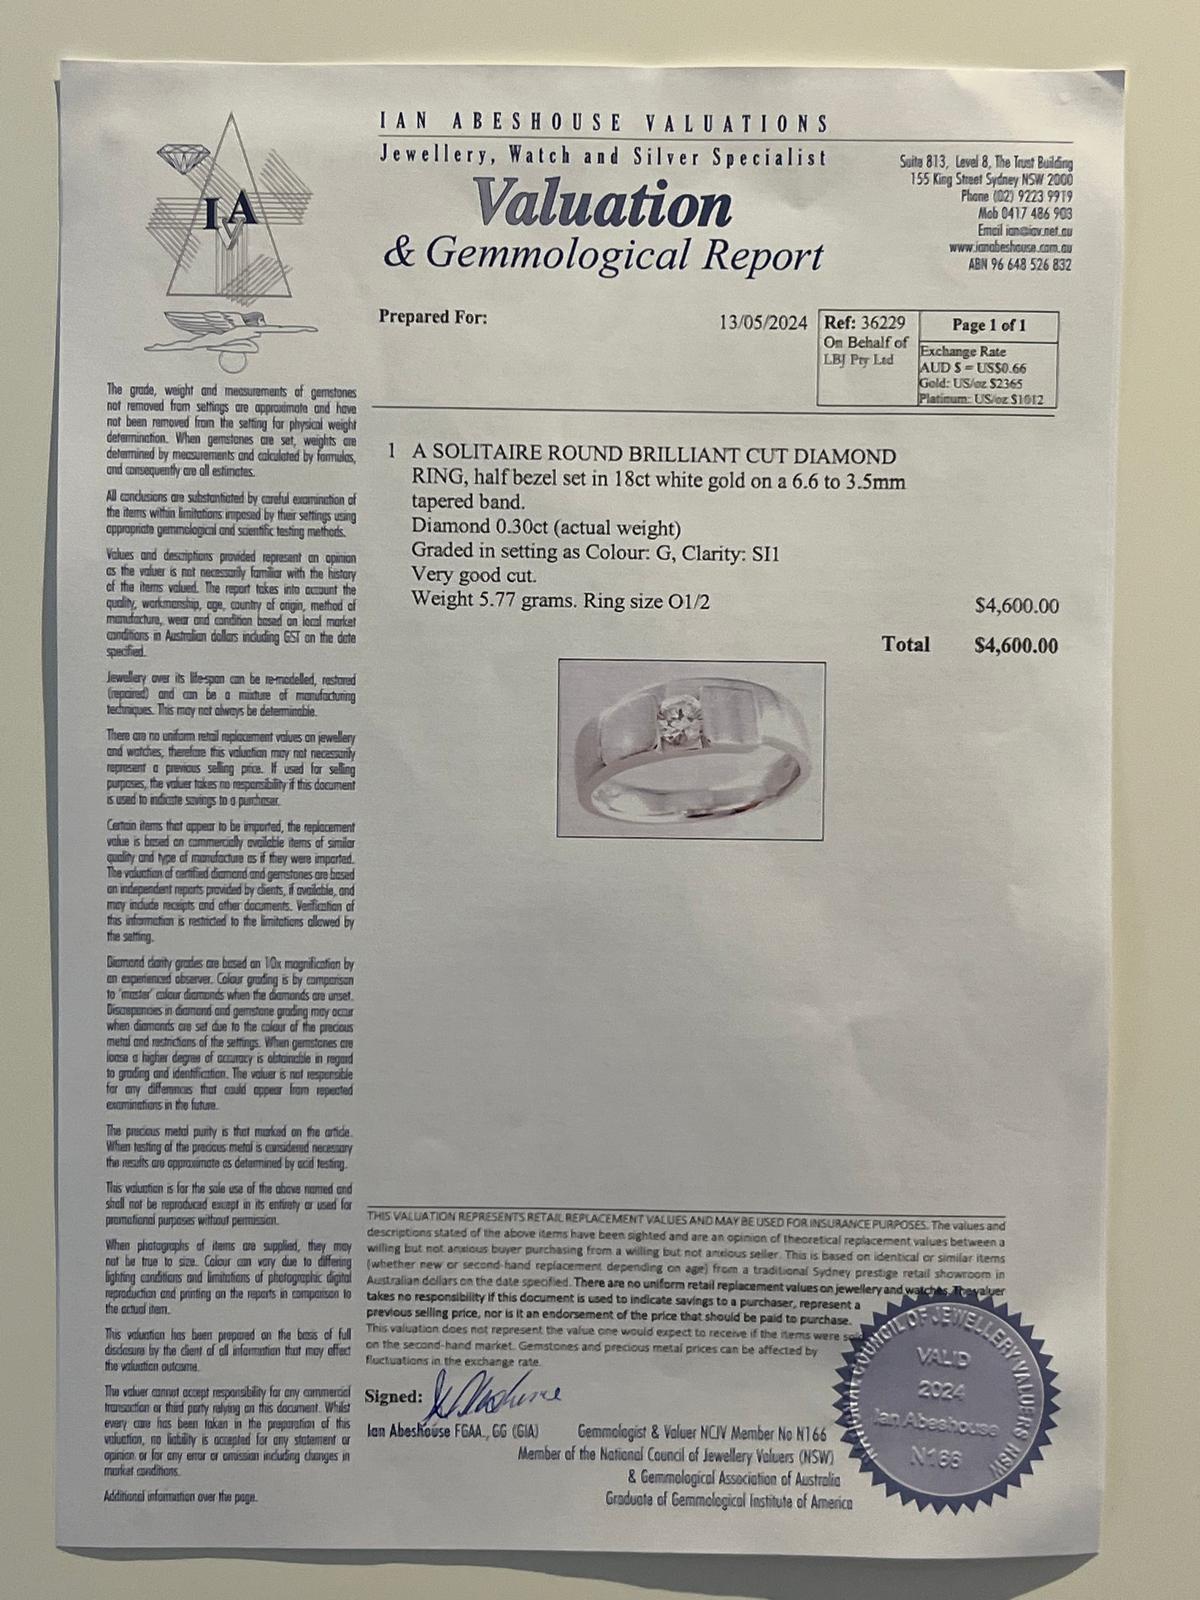 IAN ABESHOUSE VALUATIONS
Jewellery, Watch and Silver Specialist
Valuation
& Gemmological Report
Suite 813, Level 8, The Trust Building
155 King Street Sydney NSW 2000
Phone (02) 9223 9919
Mob 0417 486 903
Email ian@iav.net.au
www.ianabeshouse.com.au
ABN 96 648 526 832
IAV
Prepared For:
13/05/2024
Ref: 36229
On Behalf of
LBJ Pty Ltd
Page 1 of 1
Exchange Rate
AUD $ = US$0.66
Gold: US/oz $2365
Platinum: US/oz $1012
The grade, weight and measurements of gemstones
not removed from settings are approximate and have
not been removed from the setting for physical weight
determination. When gemstones are set, weights are
determined by measurements and calculated by formulas,
and consequently are all estimates.
All conclusions are substantiated by careful examination of
the items within limitations imposed by their settings using
appropriate gemmological and scientific testing methods.
Values and descriptions provided represent an opinion
as the valuer is not necessarily familiar with the history
of the items valued. The report takes into account the
quality, workmanship, age, country of origin, method of
manufacture, wear and condition based on local market
conditions in Australian dollars including GST on the date
specified.
Jewellery over its life-span can be re-modelled, restored
(repaired) and can be a mixture of manufacturing
techniques. This may not always be determinable.
There are no uniform retail replacement values on jewellery
and watches, therefore this valuation may not necessarily
represent a previous selling price. If used for selling
purposes, the valuer takes no responsibility if this document
is used to indicate savings to a purchaser.
Certain items that appear to be imported, the replacement
value is based on commercially available items of similar
quality and type of manufacture as if they were imported.
The valuation of certified diamond and gemstones are based
on independent reports provided by clients, if available, and
may include receipts and other documents. Verification of
this information is restricted to the limitations allowed by
the setting.
Diamond clarity grades are based on 10x magnification by
an experienced observer. Colour grading is by comparison
to 'master' colour diamonds when the diamonds are unset.
Discrepancies in diamond and gemstone grading may occur
when diamonds are set due to the colour of the precious
metal and restrictions of the settings. When gemstones are
loose a higher degree of accuracy is obtainable in regard
to grading and identification. The valuer is not responsible
for any differences that could appear from repeated
examinations in the future.
The precious metal purity is that marked on the article.
When testing of the precious metal is considered necessary
the results are approximate as determined by acid testing.
This valuation is for the sole use of the above named and
shall not be reproduced except in its entirety or used for
promotional purposes without permission.
When photographs of items are supplied, they may
not be true to size. Colour can vary due to differing
lighting conditions and limitations of photographic digital
reproduction and printing on the reports in comparison to
the actual item.
This valuation has been prepared on the basis of full
disclosure by the client of all information that may affect
the valuation outcome.
The valuer cannot accept responsibility for any commercial
transaction or third party relying on this document. Whilst
every care has been taken in the preparation of this
valuation, no liability is accepted for any statement or
opinion or for any error or omission including changes in
market conditions.
Additional information over the page.
1 A SOLITAIRE ROUND BRILLIANT CUT DIAMOND
RING, half bezel set in 18ct white gold on a 6.6 to 3.5mm
tapered band.
Diamond 0.30ct (actual weight)
Graded in setting as Colour: G, Clarity: SI1
Very good cut.
Weight 5.77 grams. Ring size O1/2 $4,600.00
Total $4,600.00
THIS VALUATION REPRESENTS RETAIL REPLACEMENT VALUES AND MAY BE USED FOR INSURANCE PURPOSES. The values and
descriptions stated of the above items have been sighted and are an opinion of theoretical replacement values between a
willing but not anxious buyer purchasing from a willing but not anxious seller. This is based on identical or similar items
(whether new or second-hand replacement depending on age) from a traditional Sydney prestige retail showroom in
Australian dollars on the date specified. There are no uniform retail replacement values on jewellery and watches. The valuer
takes no responsibility if this document is used to indicate savings to a purchaser, represent a
previous selling price, nor is it an endorsement of the price that should be paid to purchase.
This valuation does not represent the value one would expect to receive if the items were sold
on the second-hand market. Gemstones and precious metal prices can be affected by
fluctuations in the exchange rate.
Signed:
Ian Abeshouse FGAA., GG (GIA) Gemmologist & Valuer NCJV Member No N166
Member of the National Council of Jewellery Valuers (NSW)
& Gemmological Association of Australia
Graduate of Gemmological Institute of America
NATIONAL COUNCIL OF JEWELLERY VALUERS NSW
VALID
2024
Ian Abeshouse
N166